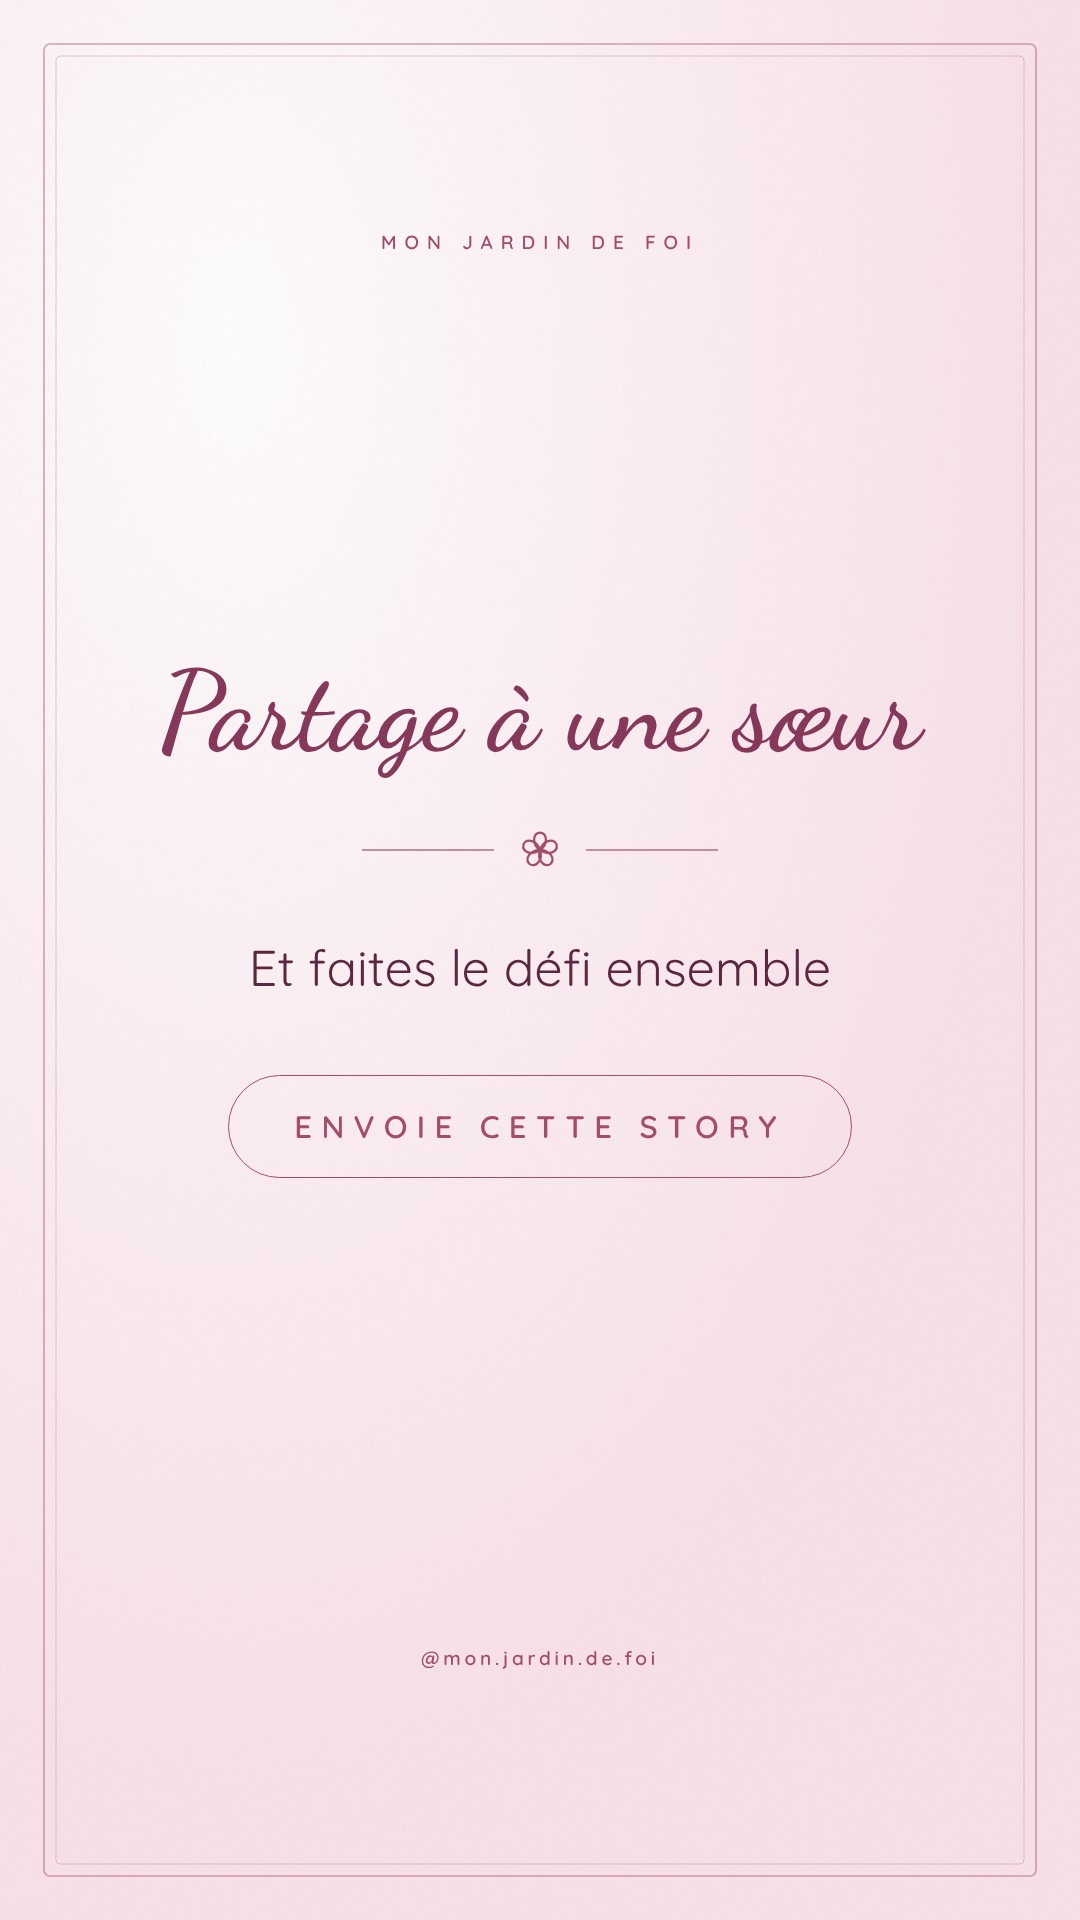 MON JARDIN DE FOI
Partage à une sœur
Et faites le défi ensemble
ENVOIE CETTE STORY
@mon.jardin.de.foi